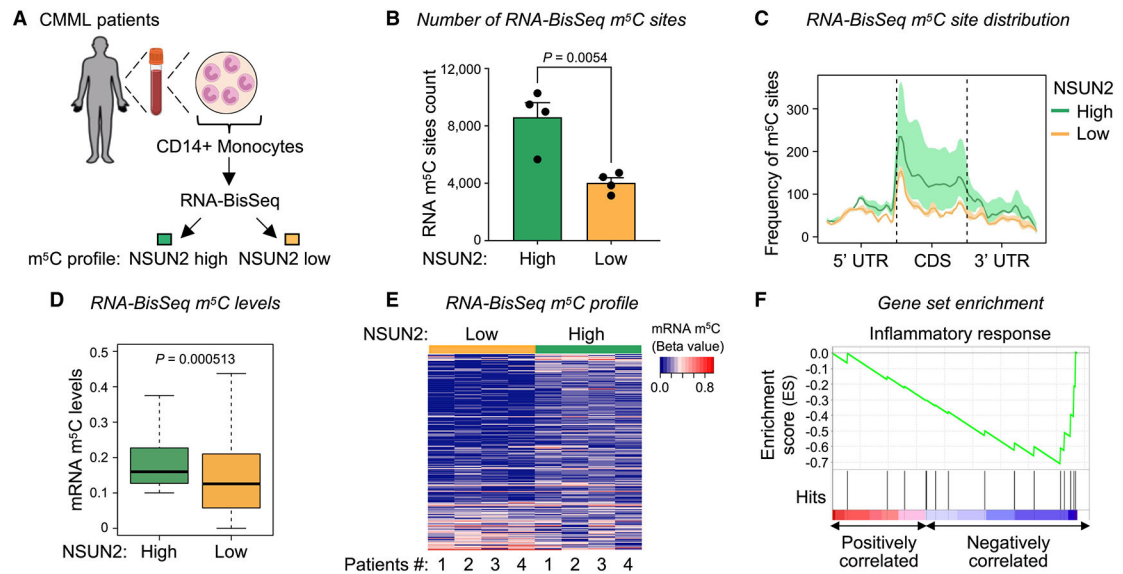 A
CMML patients
CD14+ Monocytes
RNA-BisSeq
m⁵C profile: NSUN2 high NSUN2 low
B
Number of RNA-BisSeq m⁵C sites
P = 0.0054
RNA m⁵C sites count
12,000
8,000
4,000
0
NSUN2: High Low
C
RNA-BisSeq m⁵C site distribution
Frequency of m⁵C sites
300
200
100
0
5’ UTR CDS 3’ UTR
NSUN2
High
Low
D
RNA-BisSeq m⁵C levels
P = 0.000513
mRNA m⁵C levels
0.5
0.4
0.3
0.2
0.1
0
NSUN2: High Low
E
RNA-BisSeq m⁵C profile
NSUN2: Low High
mRNA m⁵C
(Beta value)
0.0 0.8
Patients #: 1 2 3 4 1 2 3 4
F
Gene set enrichment
Inflammatory response
Enrichment
score (ES)
0.0
-0.1
-0.2
-0.3
-0.4
-0.5
-0.6
-0.7
Hits
Positively
correlated
Negatively
correlated